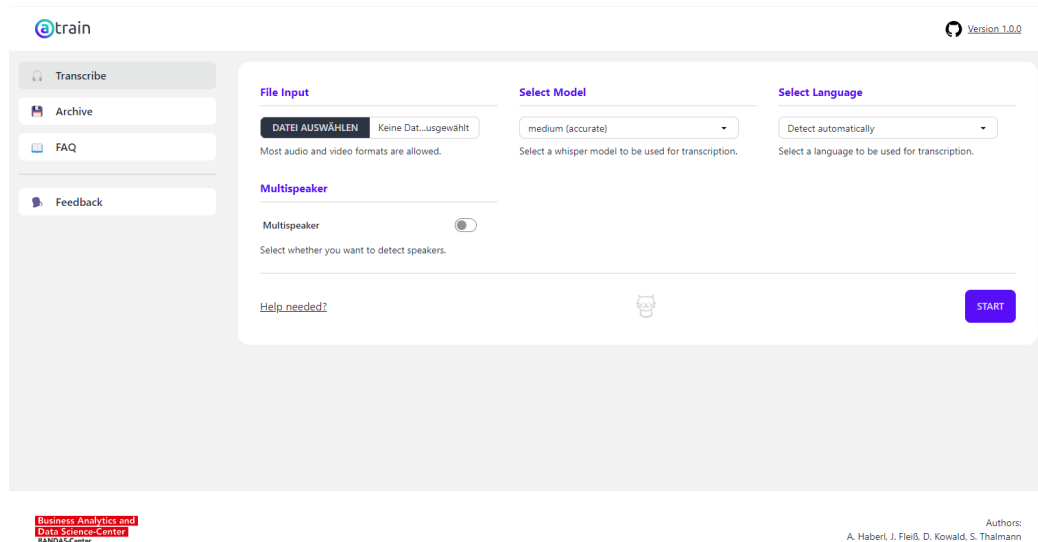 @train
Version 1.0.0
Transcribe
Archive
FAQ
Feedback
File Input
DATEI AUSWÄHLEN Keine Dat...usgewählt
Most audio and video formats are allowed.
Select Model
medium (accurate)
Select a whisper model to be used for transcription.
Select Language
Detect automatically
Select a language to be used for transcription.
Multispeaker
Multispeaker
Select whether you want to detect speakers.
Help needed?
START
Business Analytics and
Data Science-Center
BANDAS-Center
Authors:
A. Haberl, J. Fleiß, D. Kowald, S. Thalmann